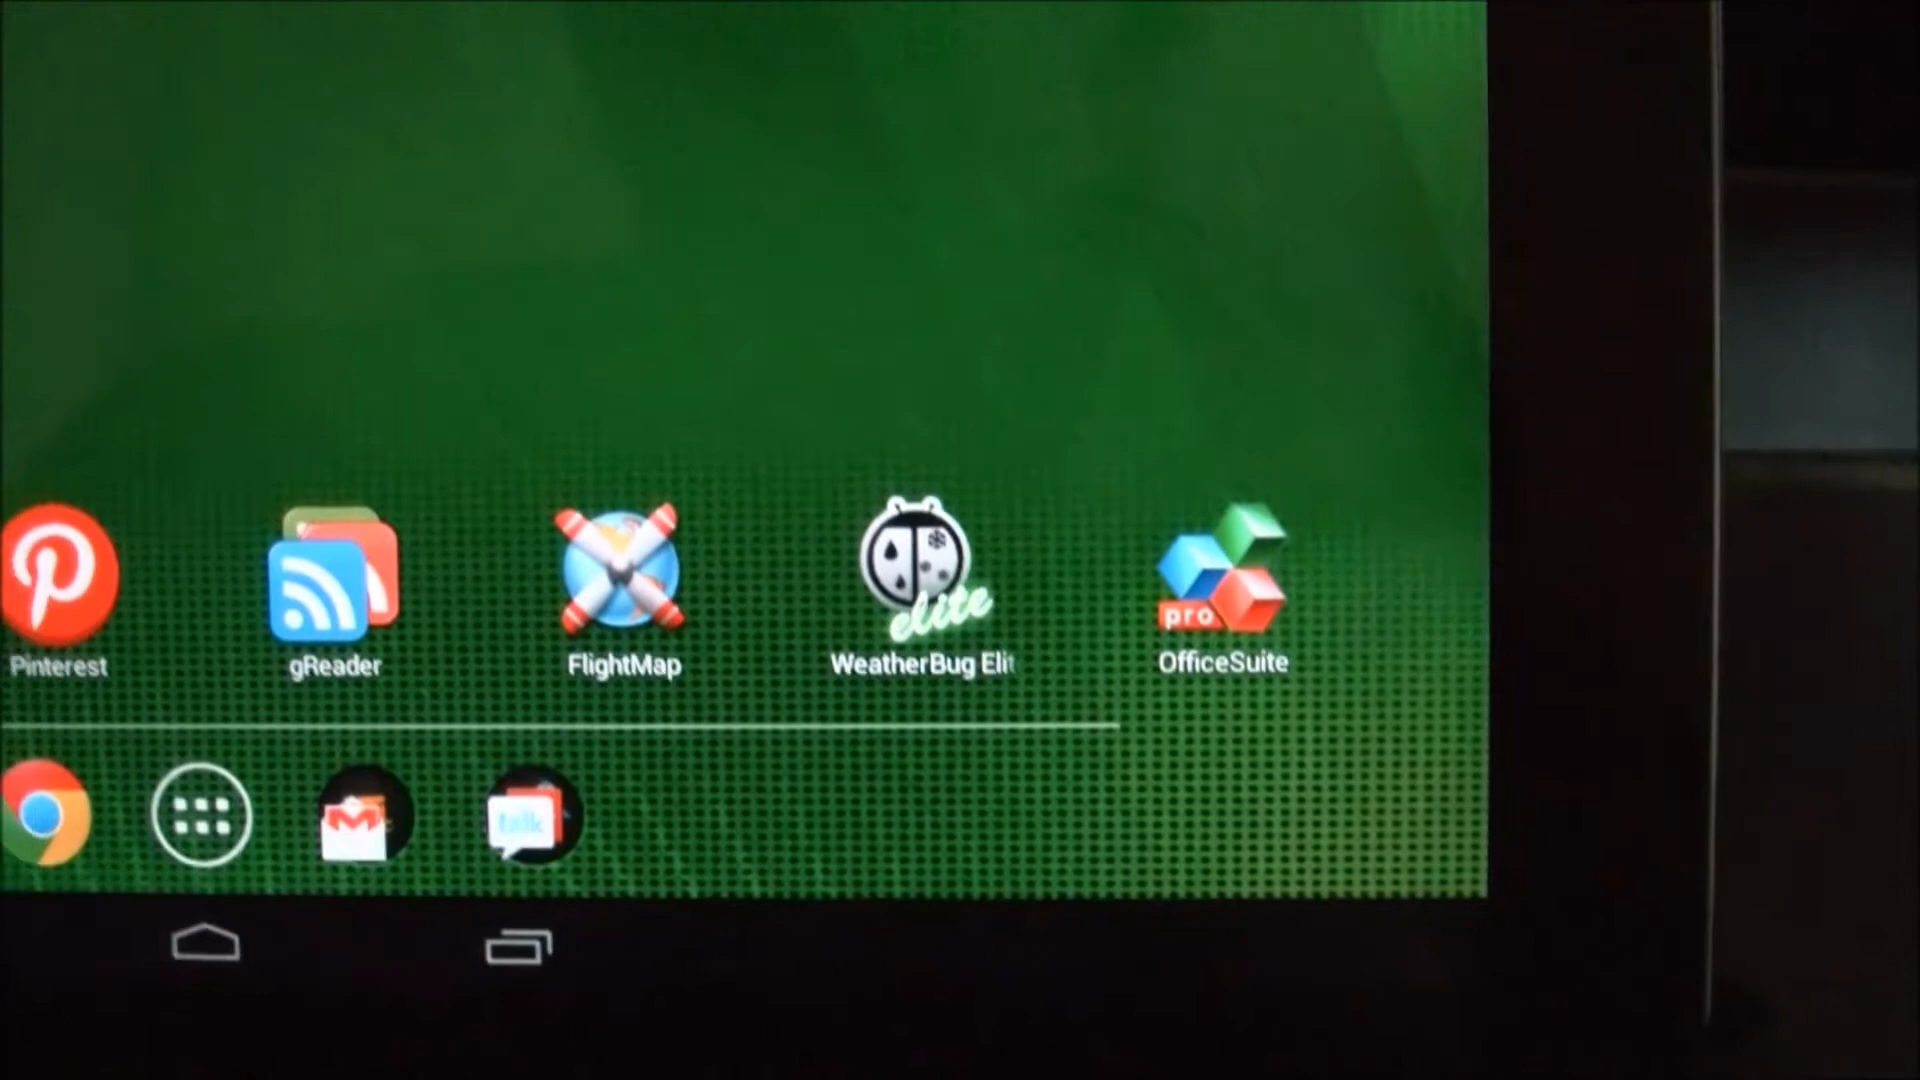 elite
pro
Pinterest
gReader
FlightMap
WeatherBug Elit
OfficeSuite
talk